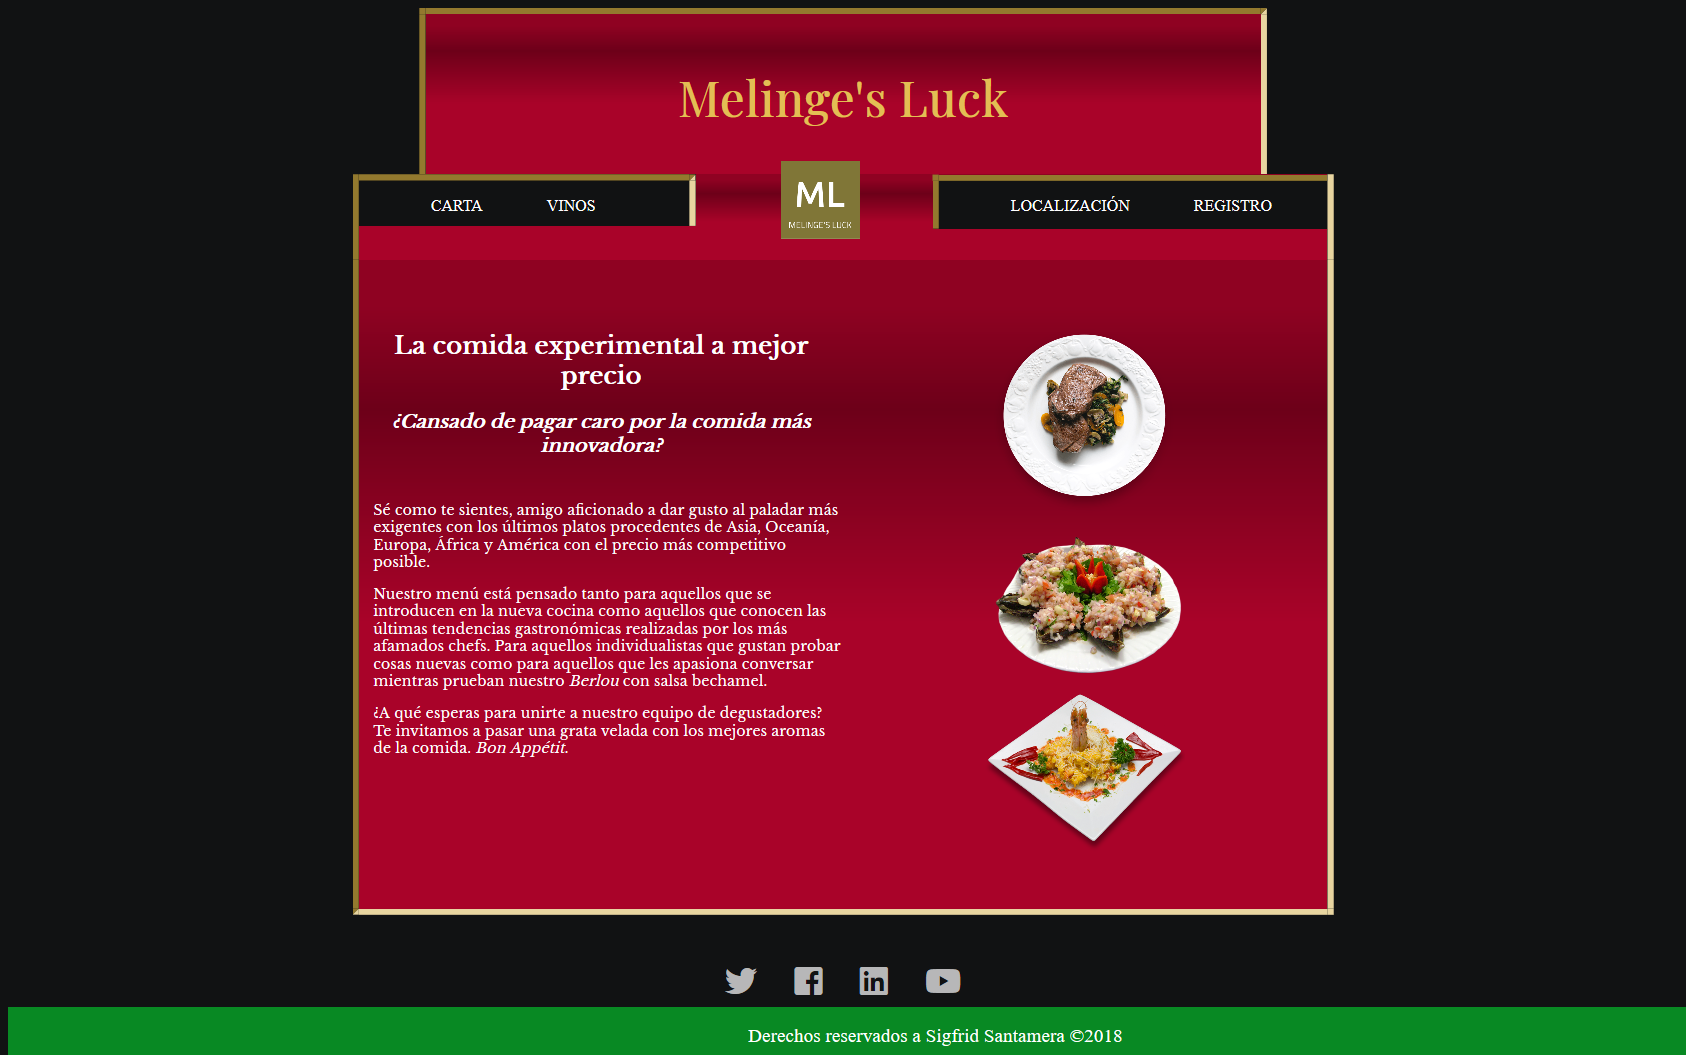 Melinge's Luck
CARTA
VINOS
ML
MELINGE'S LUCK
LOCALIZACIÓN
REGISTRO
La comida experimental a mejor
precio
¿Cansado de pagar caro por la comida más
innovadora?
Sé como te sientes, amigo aficionado a dar gusto al paladar más
exigentes con los últimos platos procedentes de Asia, Oceanía,
Europa, África y América con el precio más competitivo
posible.
Nuestro menú está pensado tanto para aquellos que se
introducen en la nueva cocina como aquellos que conocen las
últimas tendencias gastronómicas realizadas por los más
afamados chefs. Para aquellos individualistas que gustan probar
cosas nuevas como para aquellos que les apasiona conversar
mientras prueban nuestro Berlou con salsa bechamel.
¿A qué esperas para unirte a nuestro equipo de degustadores?
Te invitamos a pasar una grata velada con los mejores aromas
de la comida. Bon Appétit.
Derechos reservados a Sigfrid Santamera ©2018